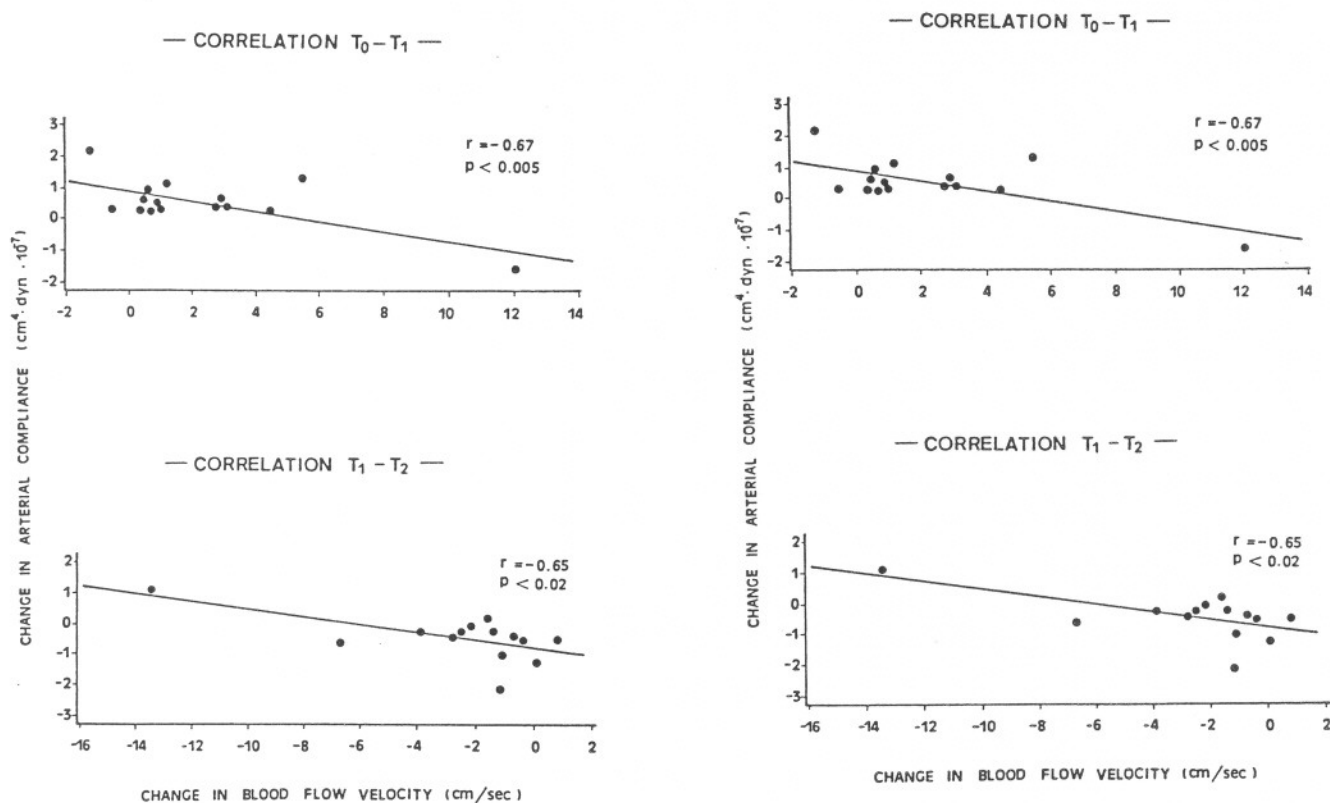 — CORRELATION T₀ – T₁ —
r = -0.67
p < 0.005
3
2
1
0
-1
-2
-2 0 2 4 6 8 10 12 14
CHANGE IN ARTERIAL COMPLIANCE (cm⁴· dyn · 10⁻⁷)
— CORRELATION T₁ – T₂ —
r = -0.65
p < 0.02
2
1
0
-1
-2
-3
-16 -14 -12 -10 -8 -6 -4 -2 0 2
CHANGE IN BLOOD FLOW VELOCITY (cm/sec)
— CORRELATION T₀ – T₁ —
r = -0.67
p < 0.005
3
2
1
0
-1
-2
-2 0 2 4 6 8 10 12 14
CHANGE IN ARTERIAL COMPLIANCE (cm⁴· dyn · 10⁻⁷)
— CORRELATION T₁ – T₂ —
r = -0.65
p < 0.02
2
1
0
-1
-2
-3
-16 -14 -12 -10 -8 -6 -4 -2 0 2
CHANGE IN BLOOD FLOW VELOCITY (cm/sec)